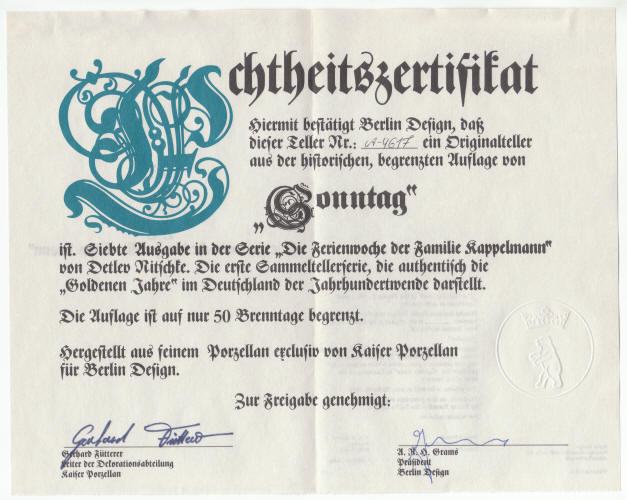 Echtheitszertifikat
Hiermit bestätigt Berlin Design, daß
dieser Teller Nr.: A-4617 ein Originalteller
aus der historischen, begrenzten Auflage von
„Sonntag“
ist. Siebte Ausgabe in der Serie „Die Ferienwoche der Familie Kappelmann“
von Detlev Nitschke. Die erste Sammeltellerserie, die authentisch die
„Goldenen Jahre“ im Deutschland der Jahrhundertwende darstellt.
Die Auflage ist auf nur 50 Brenntage begrenzt.
Hergestellt aus feinem Porzellan exclusiv von Kaiser Porzellan
für Berlin Design.
Zur Freigabe genehmigt:
Gerhard Fütterer
Gerhard Fütterer
Leiter der Dekorationsabteilung
Kaiser Porzellan
A. R. H. Grams
Präsident
Berlin Design